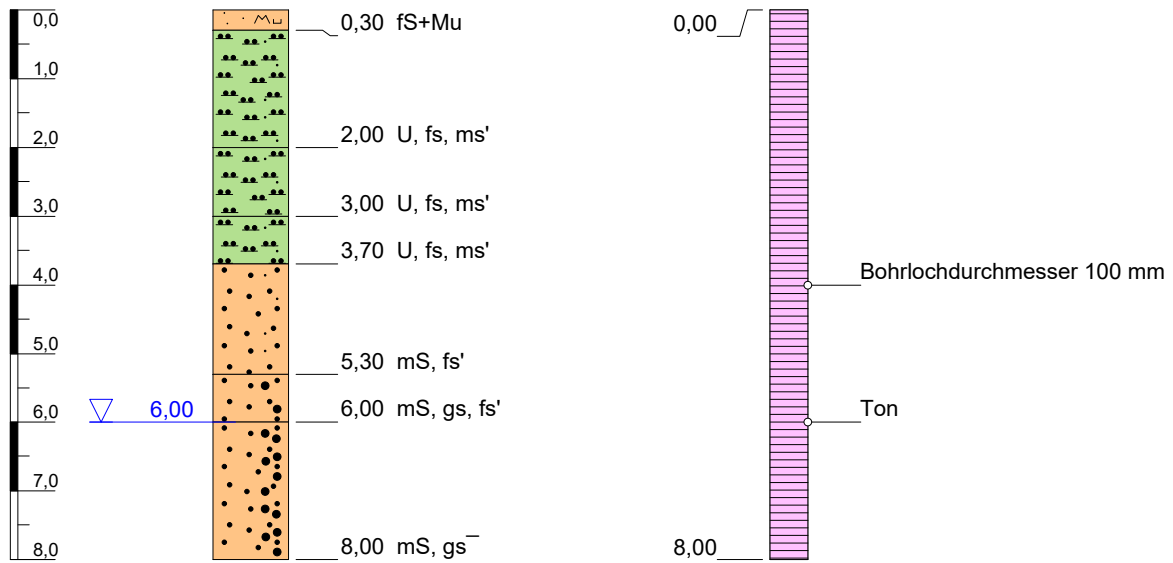 0,0
1,0
2,0
3,0
4,0
5,0
6,0
7,0
8,0
6,00
Mu
0,30 fS+Mu
2,00 U, fs, ms'
3,00 U, fs, ms'
3,70 U, fs, ms'
5,30 mS, fs'
6,00 mS, gs, fs'
8,00 mS, gs¯
0,00
Bohrlochdurchmesser 100 mm
Ton
8,00